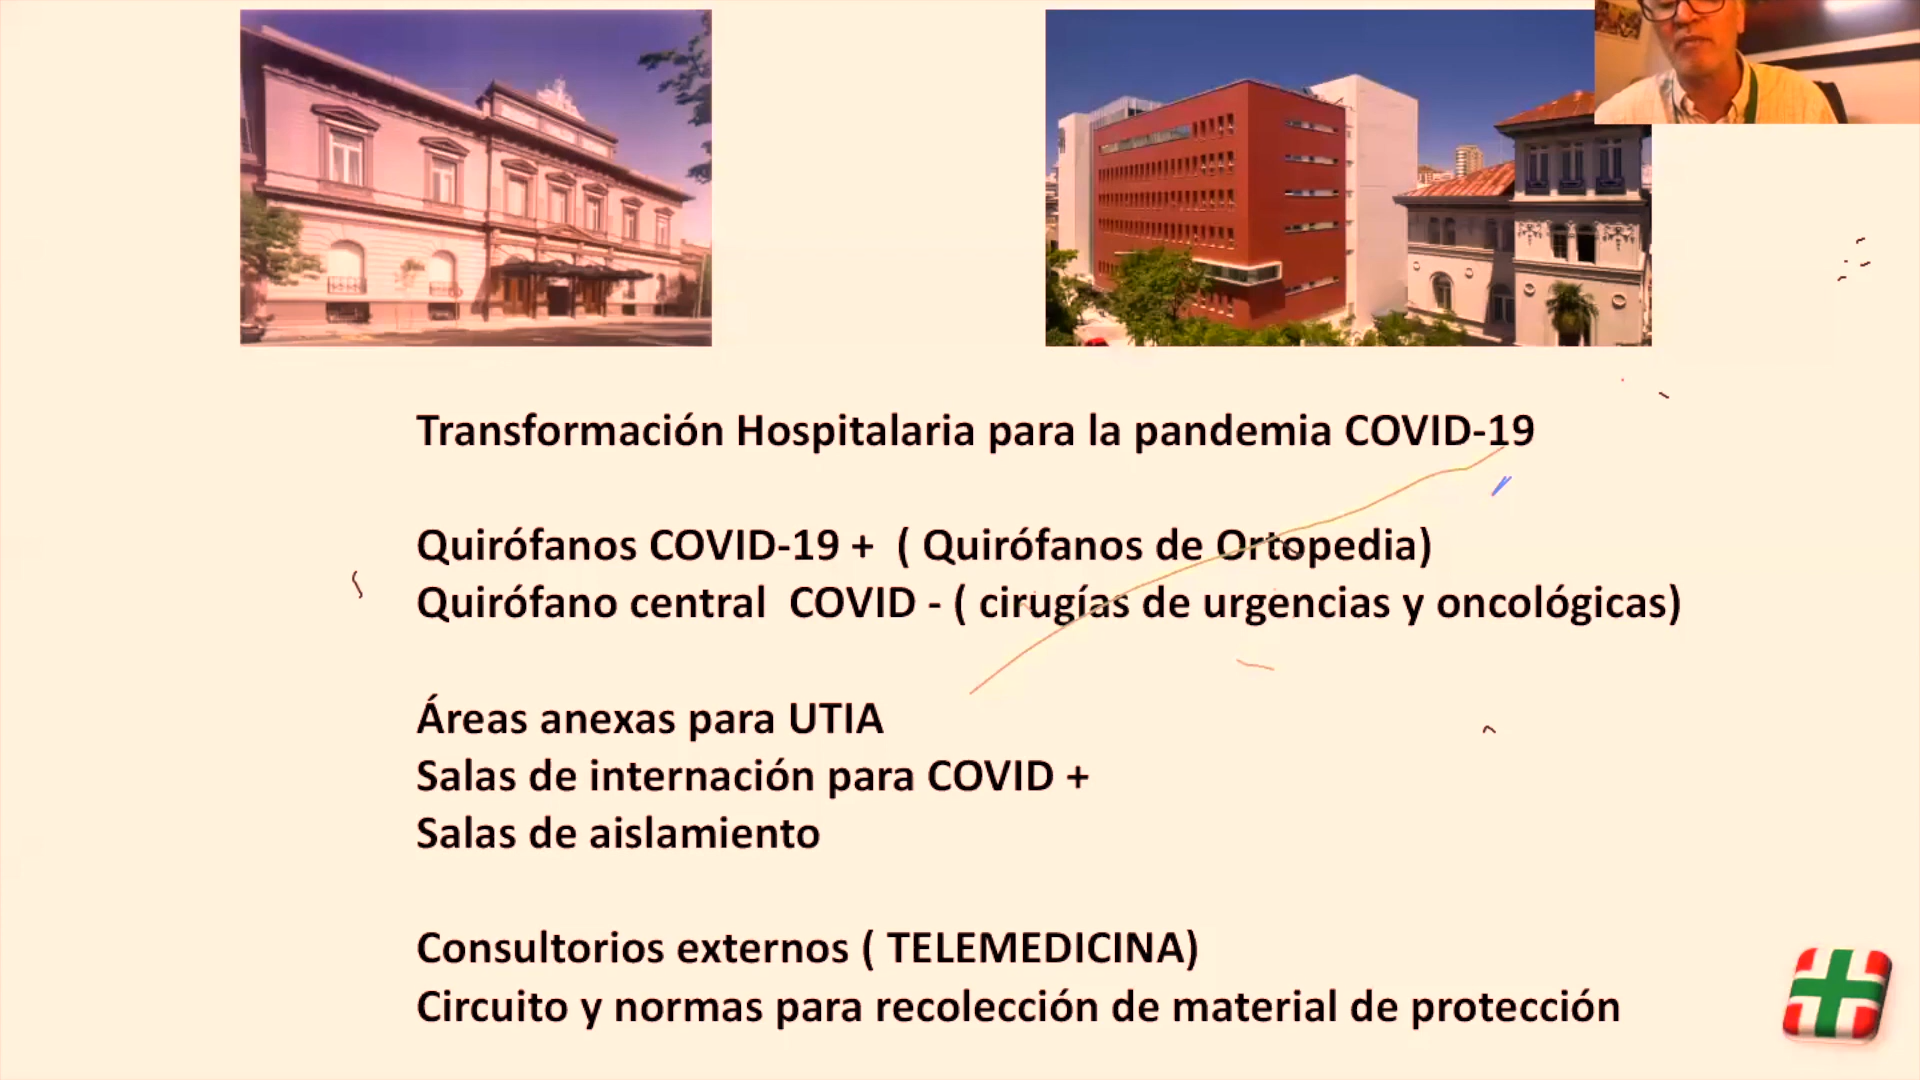 Transformación Hospitalaria para la pandemia COVID-19
Quirófanos COVID-19 + ( Quirófanos de Ortopedia)
Quirófano central COVID - ( cirugías de urgencias y oncológicas)
Áreas anexas para UTIA
Salas de internación para COVID +
Salas de aislamiento
Consultorios externos ( TELEMEDICINA)
Circuito y normas para recolección de material de protección